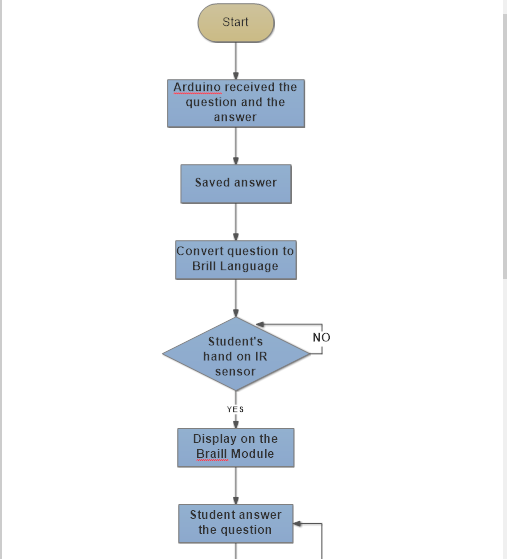 Start
Arduino received the
question and the
answer
Saved answer
Convert question to
Brill Language
Student's
hand on IR
sensor
NO
YES
Display on the
Braill Module
Student answer
the question